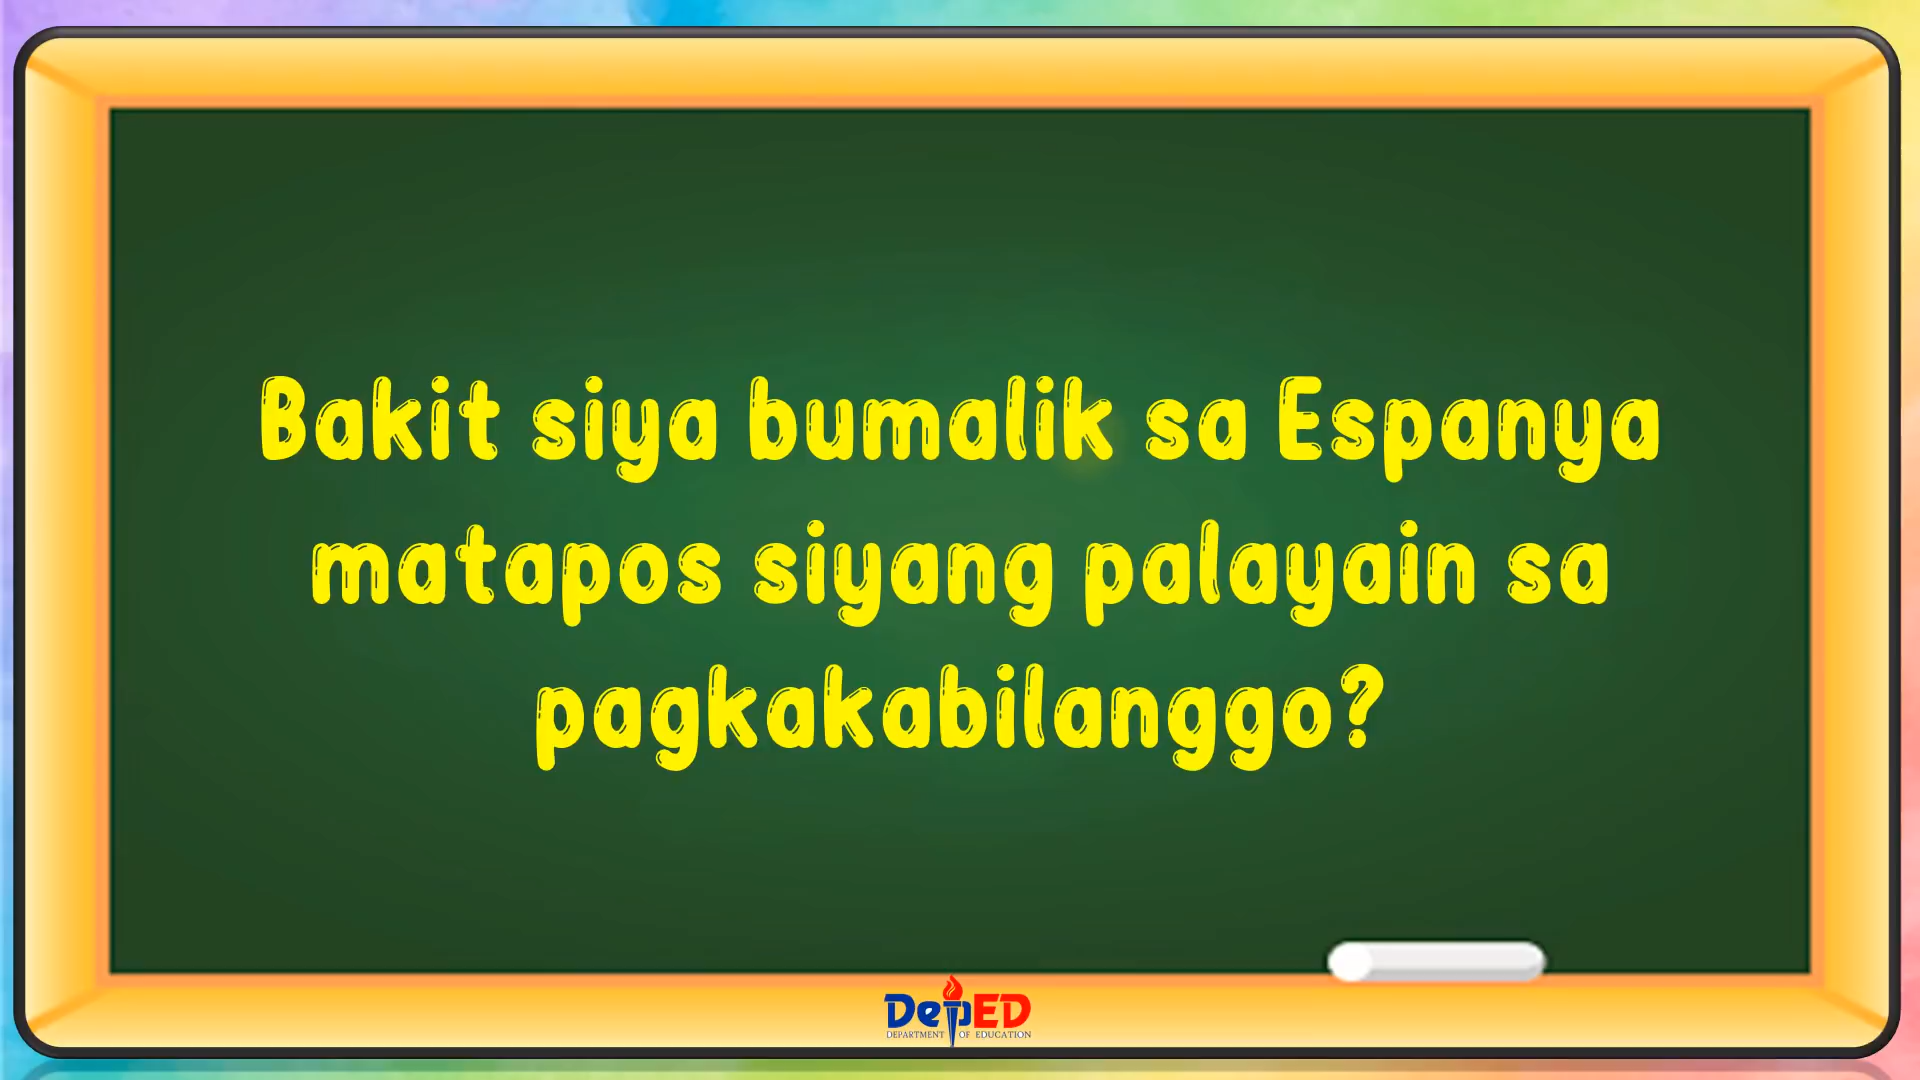 Bakit siya bumalik sa Espanya
matapos siyang palayain sa
pagkakabilanggo?
DepED
DEPARTMENT OF EDUCATION